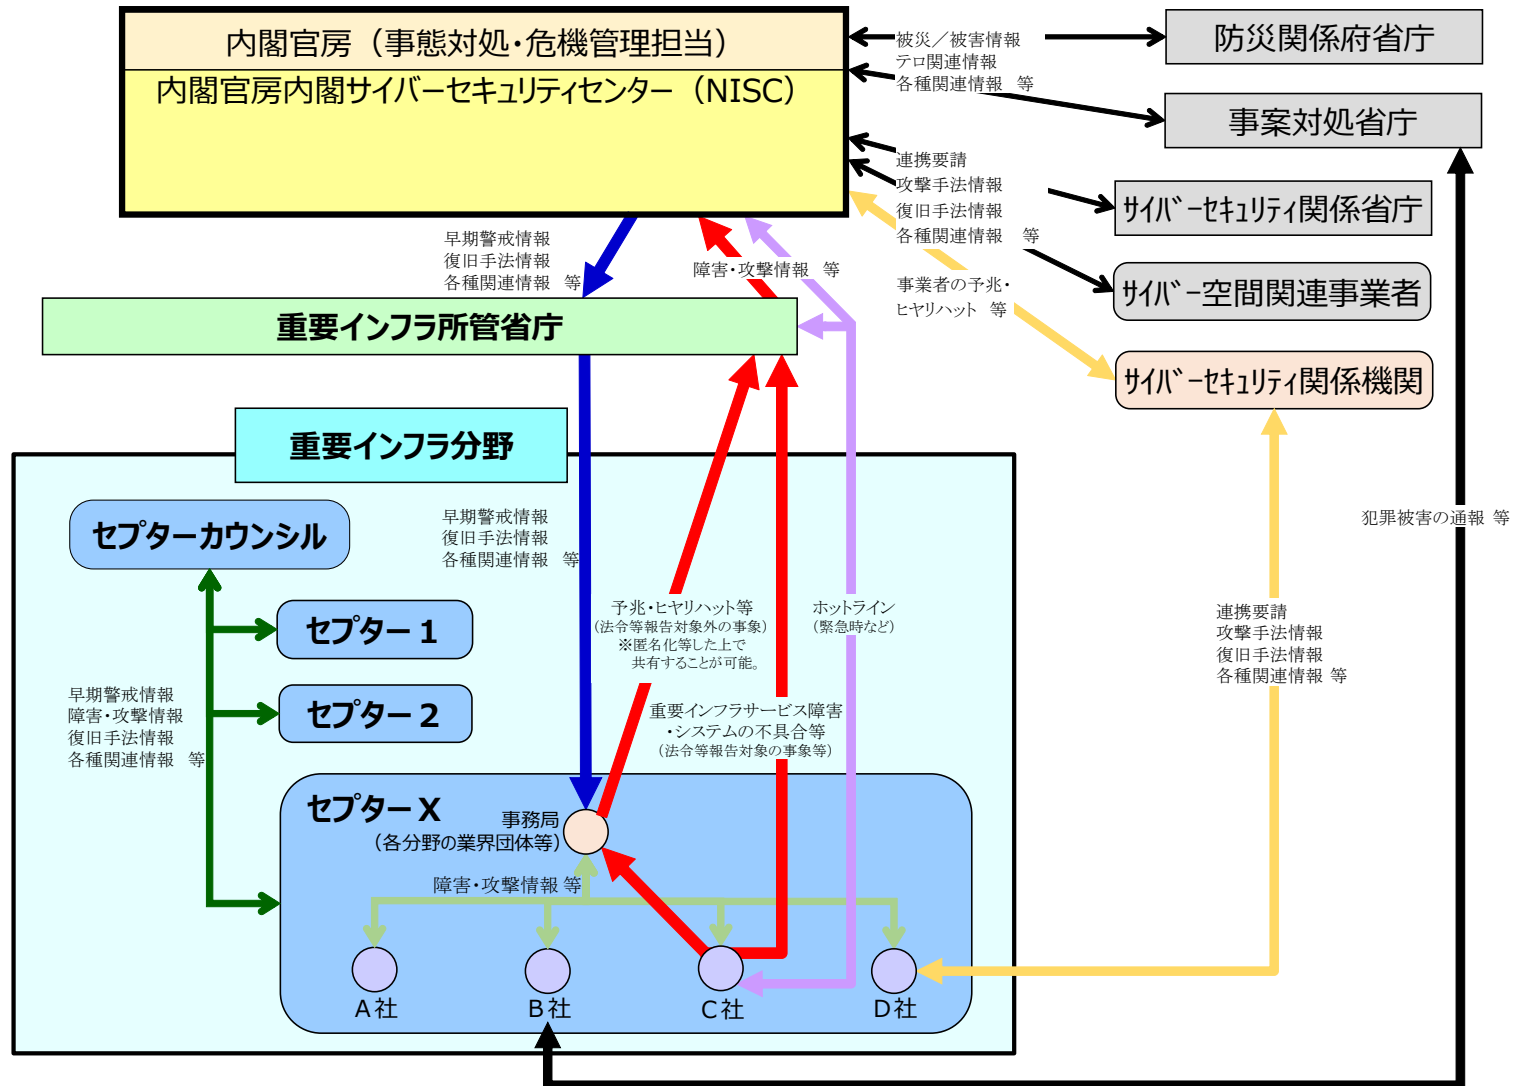 内閣官房（事態対処・危機管理担当）
内閣官房内閣サイバーセキュリティセンター（NISC）
被災／被害情報
テロ関連情報
各種関連情報　等
防災関係府省庁
事案対処省庁
連携要請
攻撃手法情報
復旧手法情報
各種関連情報　等
サイバーセキュリティ関係省庁
サイバー空間関連事業者
事業者の予兆・
ヒヤリハット　等
サイバーセキュリティ関係機関
早期警戒情報
復旧手法情報
各種関連情報　等
障害・攻撃情報　等
重要インフラ所管省庁
重要インフラ分野
セプターカウンシル
早期警戒情報
復旧手法情報
各種関連情報　等
犯罪被害の通報 等
セプター１
予兆・ヒヤリハット等
（法令等報告対象外の事象）
※匿名化等した上で
共有することが可能。
ホットライン
（緊急時など）
連携要請
攻撃手法情報
復旧手法情報
各種関連情報 等
セプター２
早期警戒情報
障害・攻撃情報
復旧手法情報
各種関連情報　等
重要インフラサービス障害
・システムの不具合等
（法令等報告対象の事象等）
セプターＸ
事務局
（各分野の業界団体等）
障害・攻撃情報 等
Ａ社
Ｂ社
Ｃ社
Ｄ社